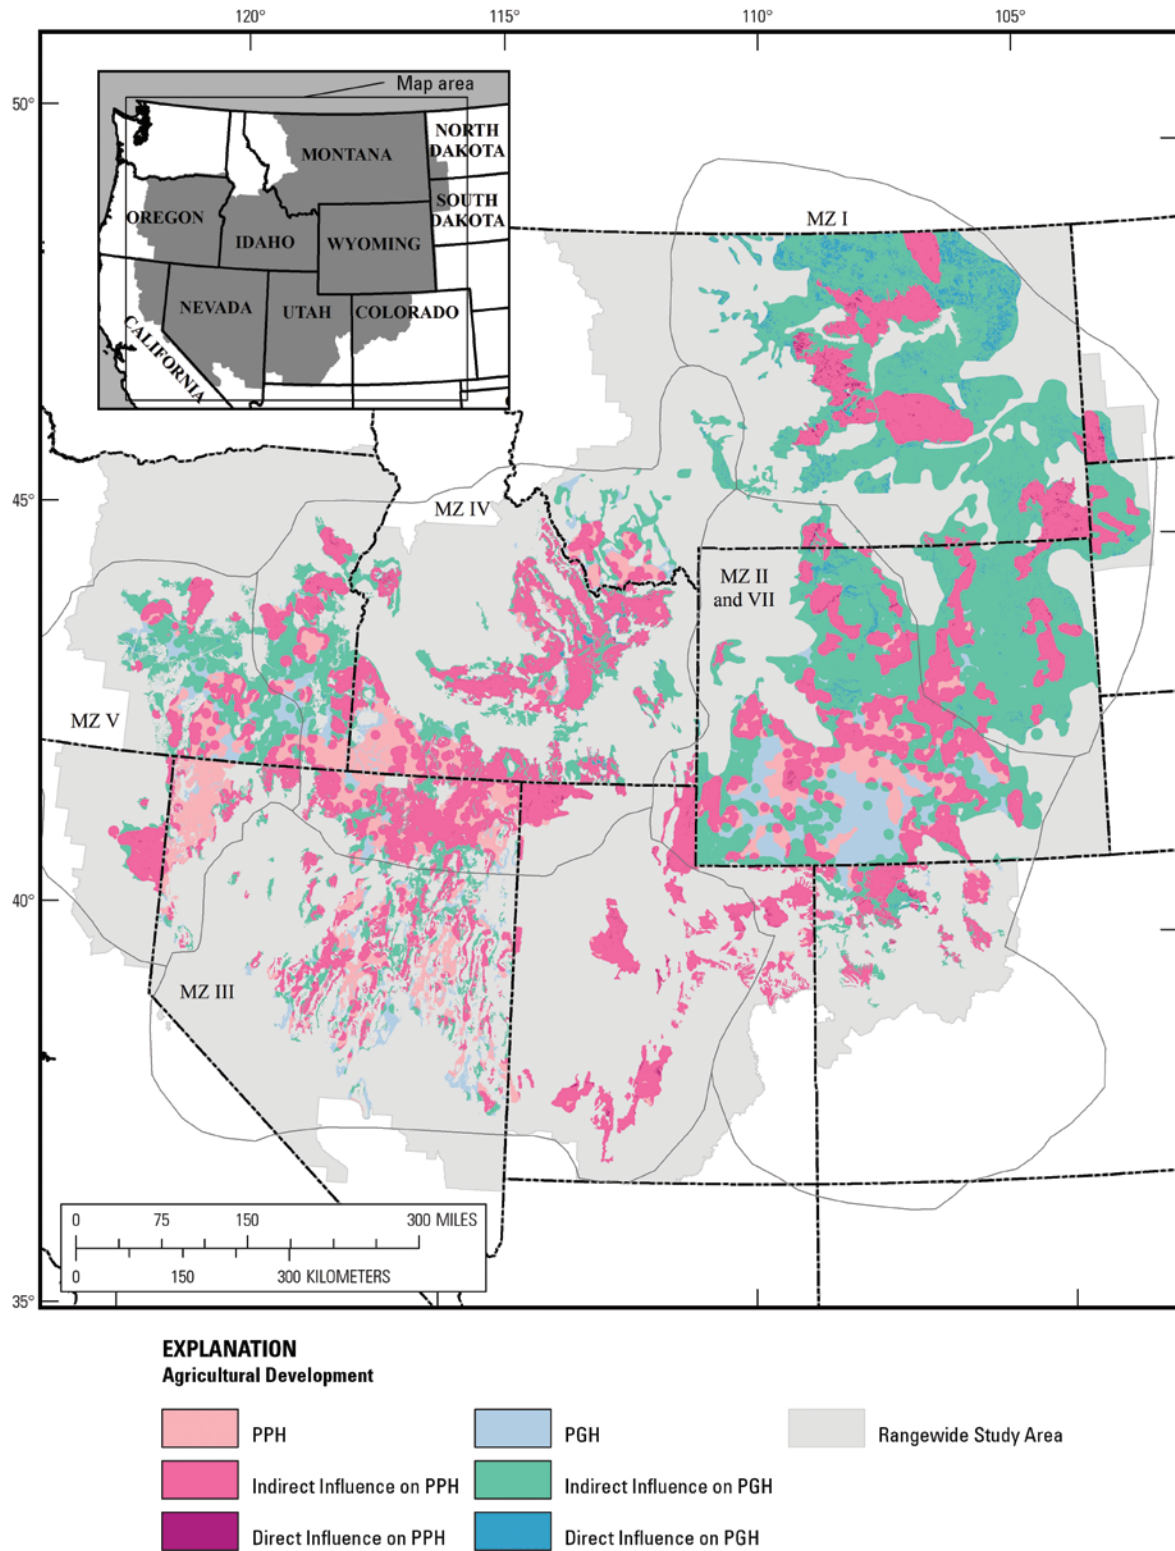 120°
115°
110°
105°
50°
45°
40°
35°
Map area
NORTH
DAKOTA
MONTANA
SOUTH
DAKOTA
OREGON
IDAHO
WYOMING
NEVADA
UTAH
COLORADO
CALIFORNIA
MZ I
MZ IV
MZ II
and VII
MZ V
MZ III
0 75 150 300 MILES
0 150 300 KILOMETERS
EXPLANATION
Agricultural Development
PPH
PGH
Rangewide Study Area
Indirect Influence on PPH
Indirect Influence on PGH
Direct Influence on PPH
Direct Influence on PGH